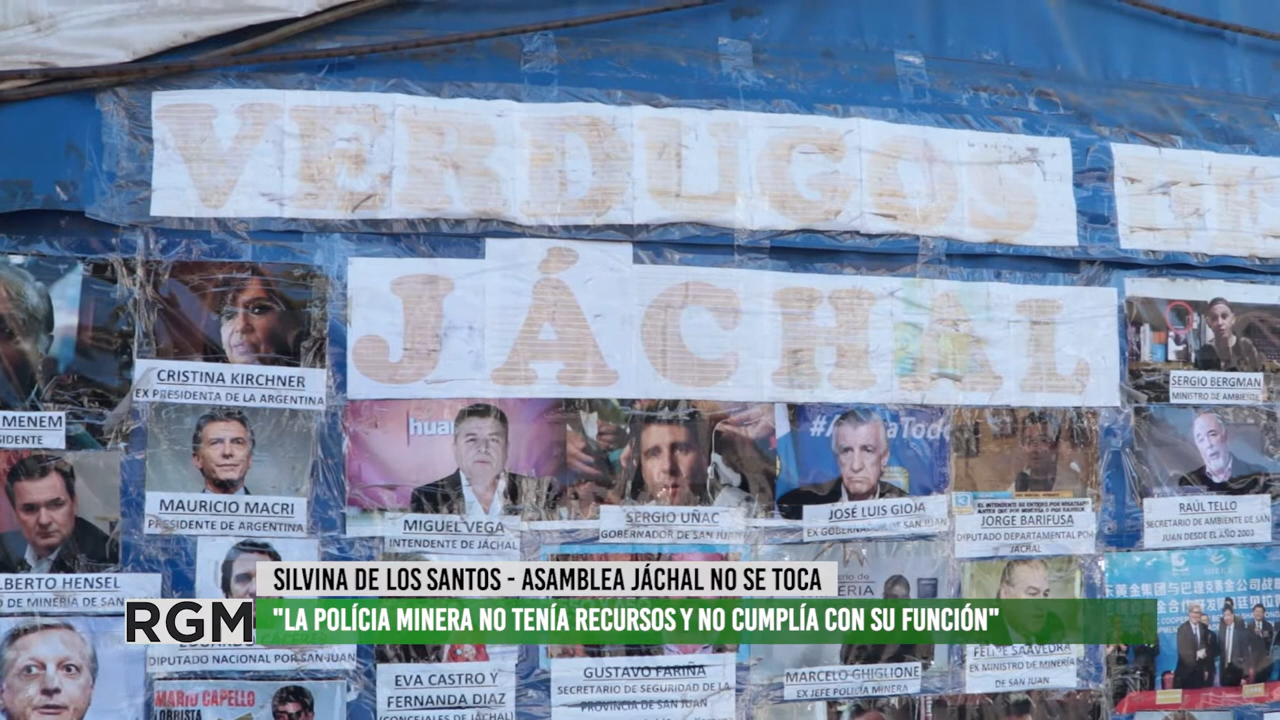 VERDUGOS
JÁCHAL
CRISTINA KIRCHNER
EX PRESIDENTA DE LA ARGENTINA
SERGIO BERGMAN
MINISTRO DE AMBIENTE
MENEM
SIDENTE
MAURICIO MACRI
PRESIDENTE DE ARGENTINA
MIGUEL VEGA
INTENDENTE DE JÁCHAL
SERGIO UÑAC
GOBERNADOR DE SAN JUAN
JOSÉ LUIS GIOJA
EX GOBERNADOR DE SAN JUAN
JORGE BARIFUSA
DIPUTADO DEPARTAMENTAL POR
JÁCHAL
RAÚL TELLO
SECRETARIO DE AMBIENTE DE SAN
JUAN DESDE EL AÑO 2003
LBERTO HENSEL
O DE MINERIA DE SAN
SILVINA DE LOS SANTOS - ASAMBLEA JÁCHAL NO SE TOCA
RGM
"LA POLÍCIA MINERA NO TENÍA RECURSOS Y NO CUMPLÍA CON SU FUNCIÓN"
DIPUTADO NACIONAL POR SAN JUAN
MARIO CAPELLO
EVA CASTRO Y
FERNANDA DIAZ
(CONCEJALES DE JÁCHAL)
GUSTAVO FARIÑA
SECRETARIO DE SEGURIDAD DE LA
PROVINCIA DE SAN JUAN
MARCELO GHIGLIONE
EX JEFE POLICÍA MINERA
FELIPE SAAVEDRA
EX MINISTRO DE MINERÍA
DE SAN JUAN